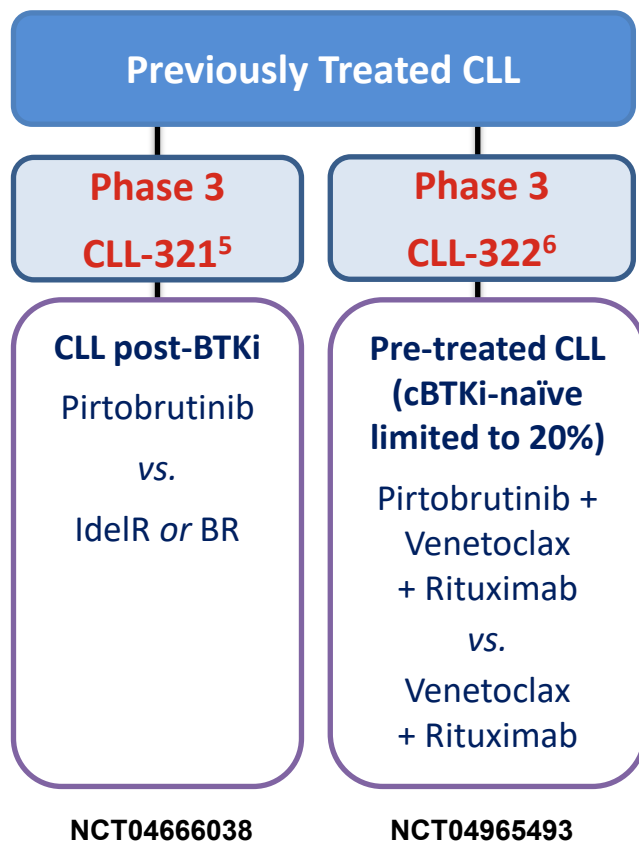 Previously Treated CLL
Phase 3
CLL-321⁵
CLL post-BTKi
Pirtobrutinib
vs.
IdelR or BR
NCT04666038
Phase 3
CLL-322⁶
Pre-treated CLL
(cBTKi-naïve
limited to 20%)
Pirtobrutinib +
Venetoclax
+ Rituximab
vs.
Venetoclax
+ Rituximab
NCT04965493